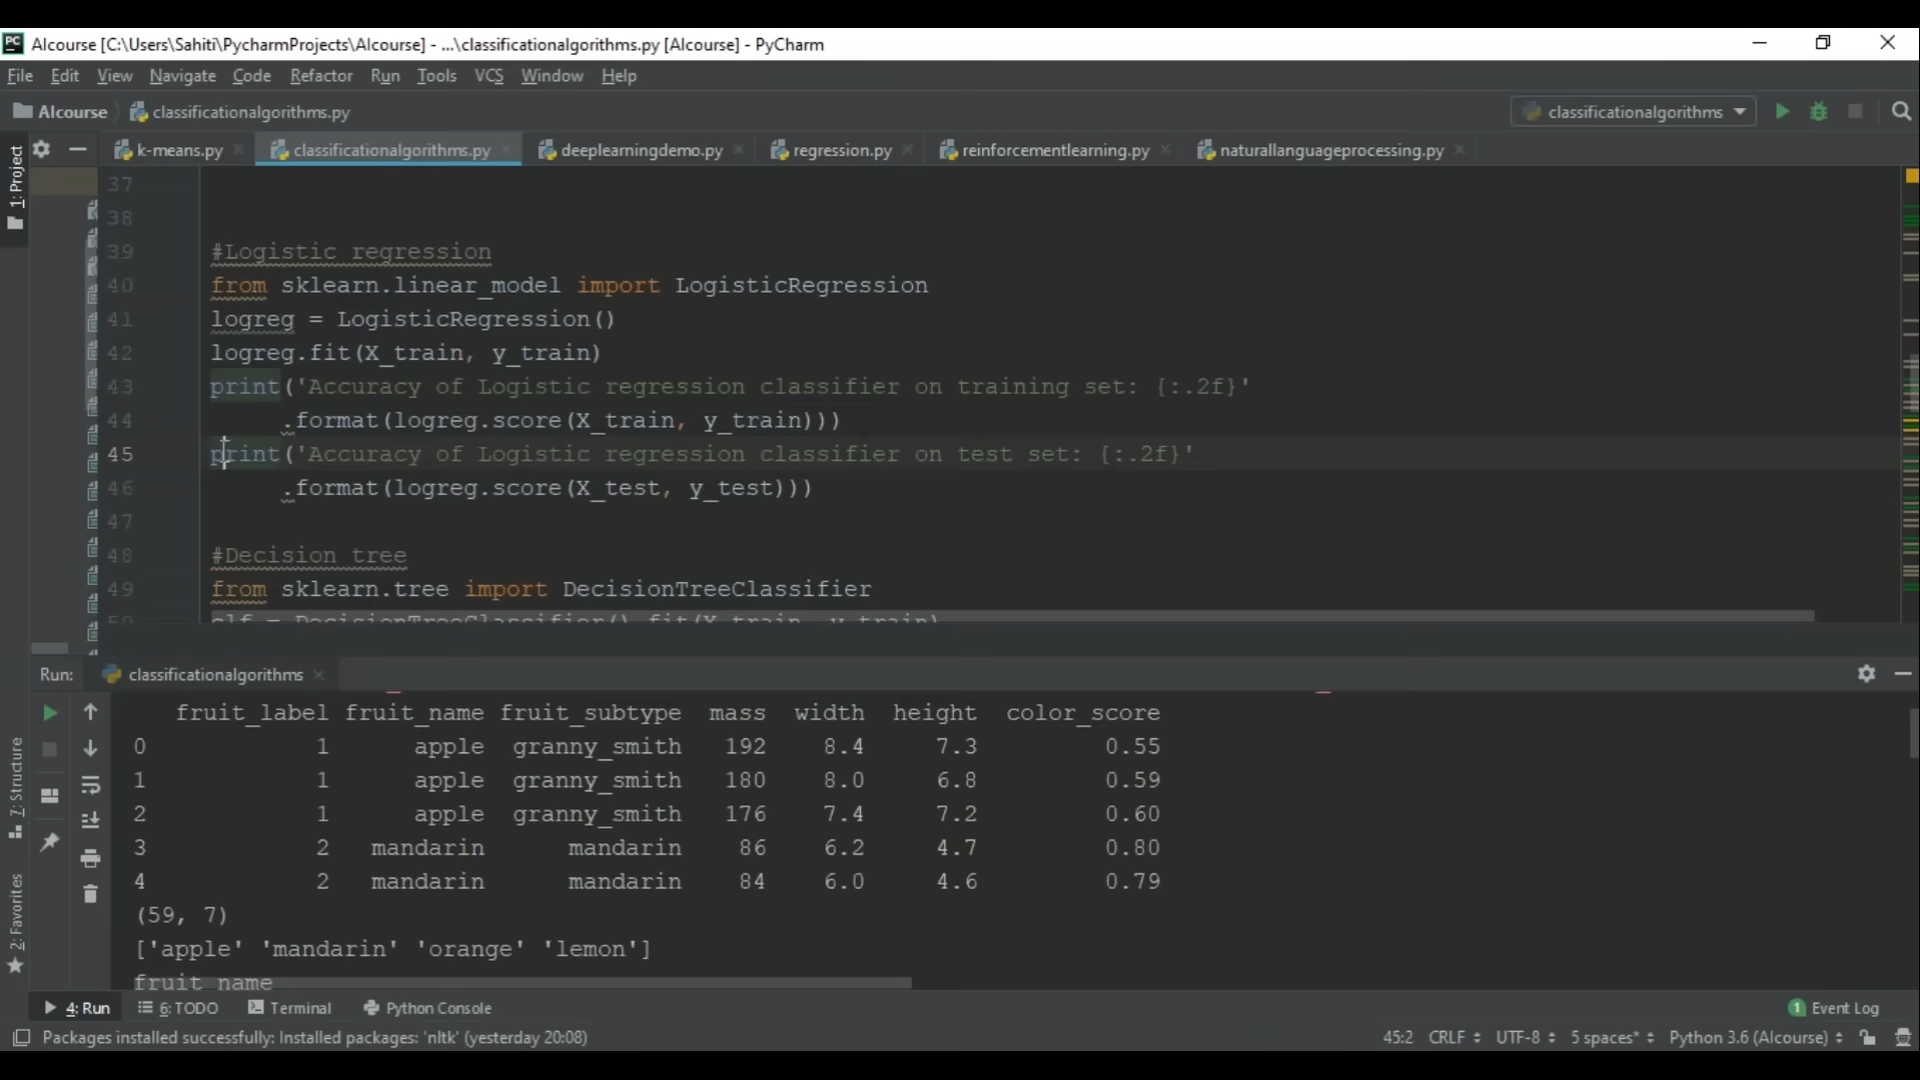 PC AIcourse [C:\Users\Sahiti\PycharmProjects\AIcourse] - ...\classificationalgorithms.py [AIcourse] - PyCharm
File Edit View Navigate Code Refactor Run Tools VCS Window Help
AIcourse classificationalgorithms.py classificationalgorithms
1: Project
k-means.py classificationalgorithms.py deeplearningdemo.py regression.py reinforcementlearning.py naturallanguageprocessing.py
37
38
39 #Logistic regression
40 from sklearn.linear_model import LogisticRegression
41 logreg = LogisticRegression()
42 logreg.fit(X_train, y_train)
43 print('Accuracy of Logistic regression classifier on training set: {:.2f}'
44 .format(logreg.score(X_train, y_train)))
45 print('Accuracy of Logistic regression classifier on test set: {:.2f}'
46 .format(logreg.score(X_test, y_test)))
47
48 #Decision tree
49 from sklearn.tree import DecisionTreeClassifier
50 clf = DecisionTreeClassifier().fit(X_train, y_train)
Run: classificationalgorithms
fruit_label fruit_name fruit_subtype mass width height color_score
0 1 apple granny_smith 192 8.4 7.3 0.55
1 1 apple granny_smith 180 8.0 6.8 0.59
2 1 apple granny_smith 176 7.4 7.2 0.60
3 2 mandarin mandarin 86 6.2 4.7 0.80
4 2 mandarin mandarin 84 6.0 4.6 0.79
(59, 7)
['apple' 'mandarin' 'orange' 'lemon']
fruit_name
7: Structure
2: Favorites
4: Run 6: TODO Terminal Python Console 1 Event Log
Packages installed successfully: Installed packages: 'nltk' (yesterday 20:08) 45:2 CRLF UTF-8 5 spaces* Python 3.6 (AIcourse)